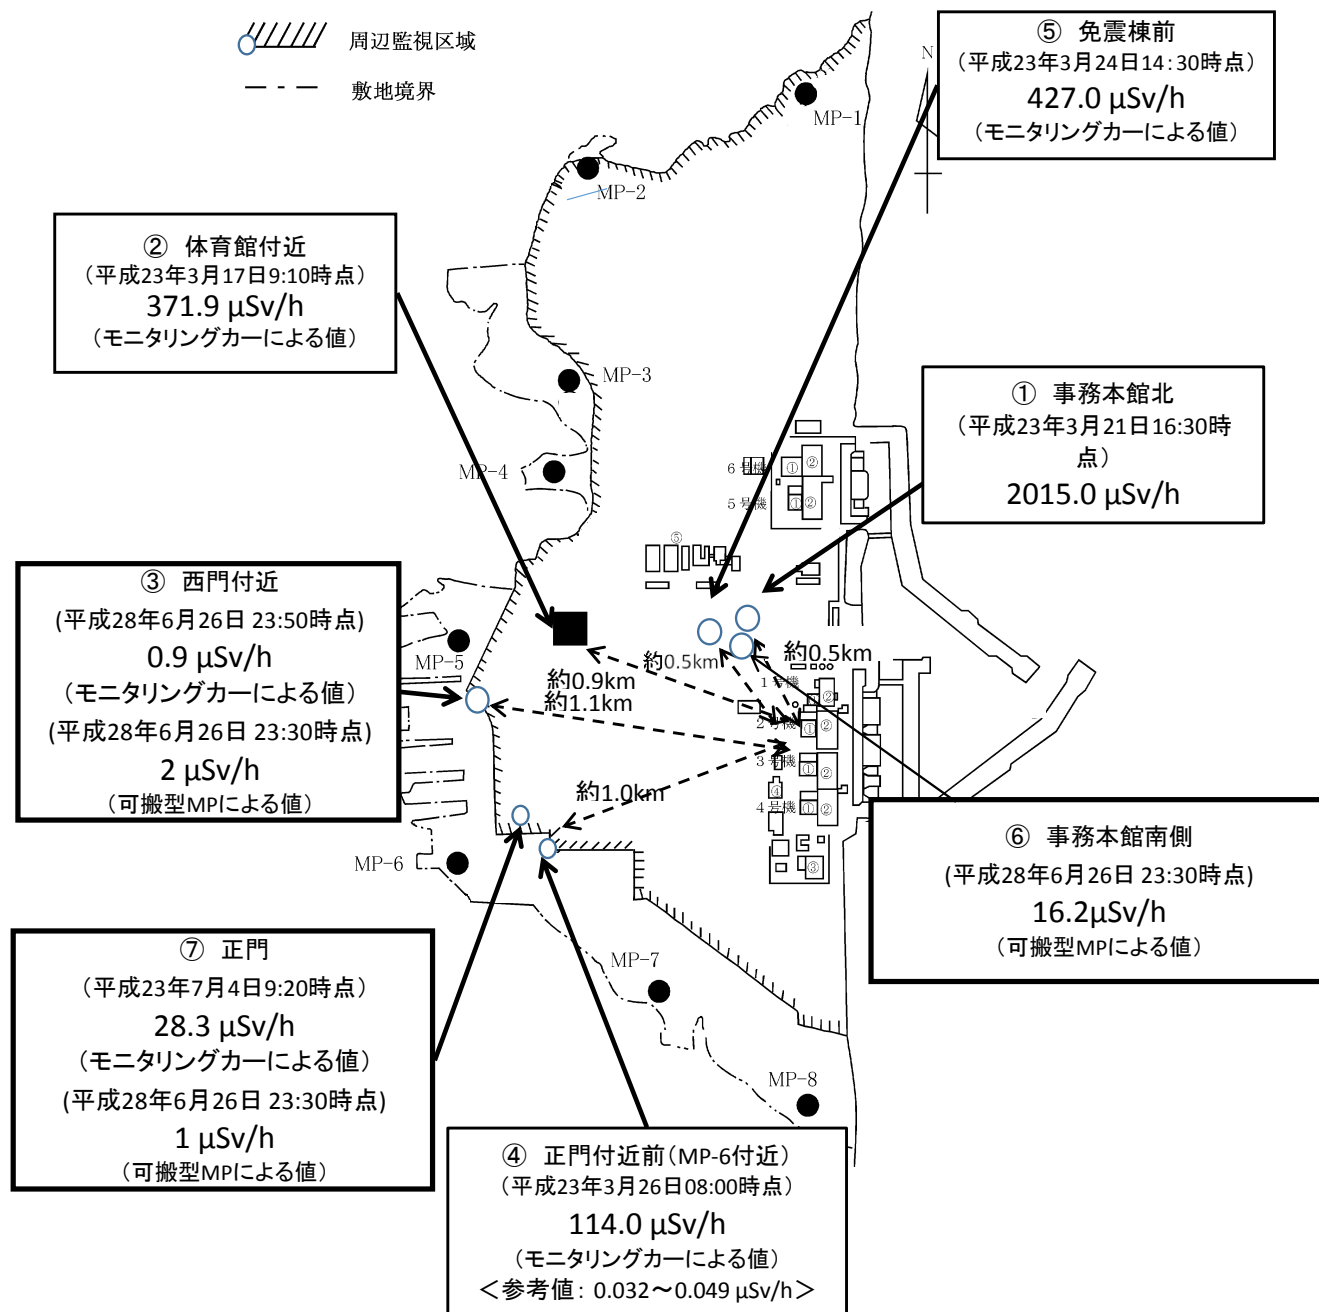 周辺監視区域
敷地境界
⑤ 免震棟前
（平成23年3月24日14：30時点）
427.0 µSv/h
（モニタリングカーによる値）
N
MP-1
MP-2
② 体育館付近
（平成23年3月17日9:10時点）
371.9 µSv/h
（モニタリングカーによる値）
MP-3
① 事務本館北
（平成23年3月21日16:30時
点）
2015.0 µSv/h
MP-4
６号機
① ②
５号機
① ②
⑤
③ 西門付近
(平成28年6月26日 23:50時点)
0.9 µSv/h
（モニタリングカーによる値）
(平成28年6月26日 23:30時点)
2 µSv/h
（可搬型MPによる値）
MP-5
約0.5km
約0.5km
約0.9km
約1.1km
１号機
②
２号機
① ②
３号機
① ②
約1.0km
④
４号機
① ②
③
MP-6
⑥ 事務本館南側
(平成28年6月26日 23:30時点)
16.2µSv/h
（可搬型MPによる値）
⑦ 正門
（平成23年7月4日9:20時点）
28.3 µSv/h
（モニタリングカーによる値）
(平成28年6月26日 23:30時点)
1 µSv/h
（可搬型MPによる値）
MP-7
MP-8
④ 正門付近前（MP-6付近）
（平成23年3月26日08:00時点）
114.0 µSv/h
（モニタリングカーによる値）
＜参考値： 0.032～0.049 µSv/h＞